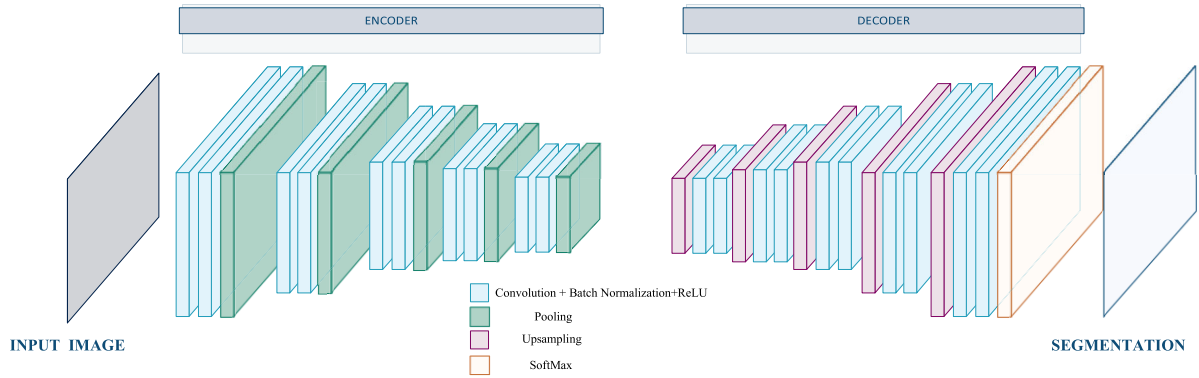 ENCODER
DECODER
Convolution + Batch Normalization+ReLU
Pooling
Upsampling
SoftMax
INPUT IMAGE
SEGMENTATION